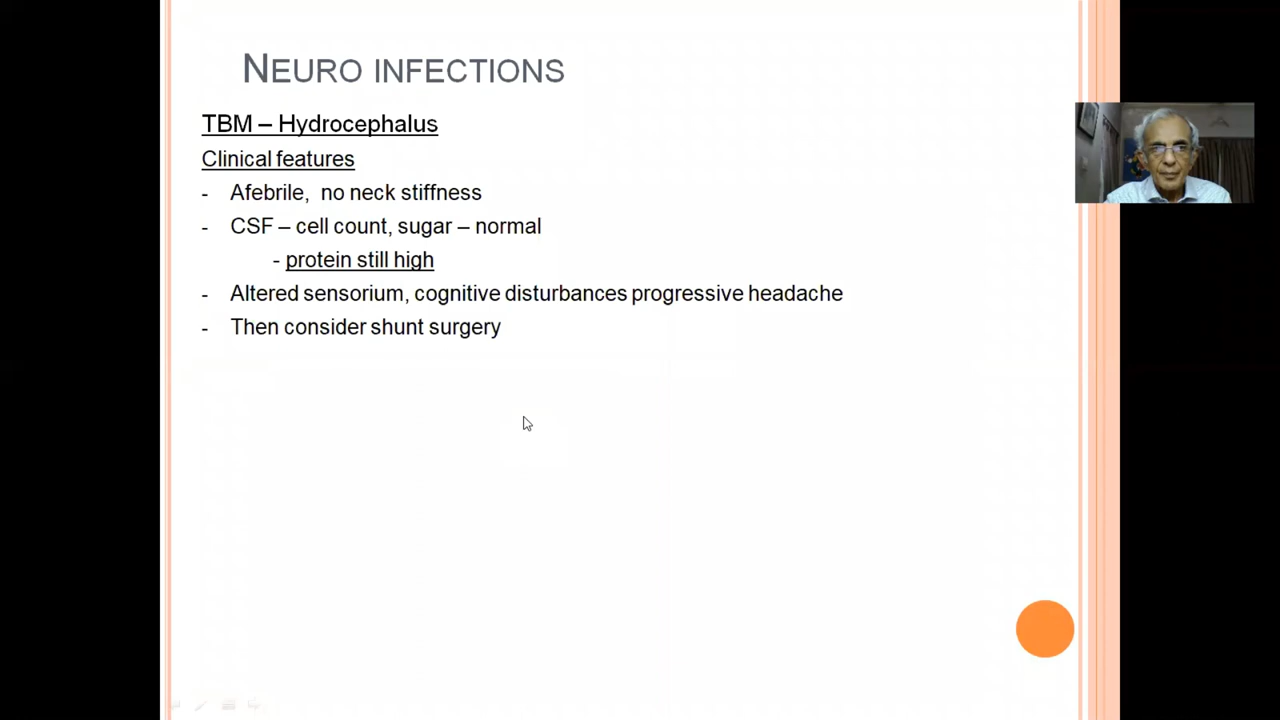 NEURO INFECTIONS
TBM – Hydrocephalus
Clinical features
- Afebrile, no neck stiffness
- CSF – cell count, sugar – normal
- protein still high
- Altered sensorium, cognitive disturbances progressive headache
- Then consider shunt surgery